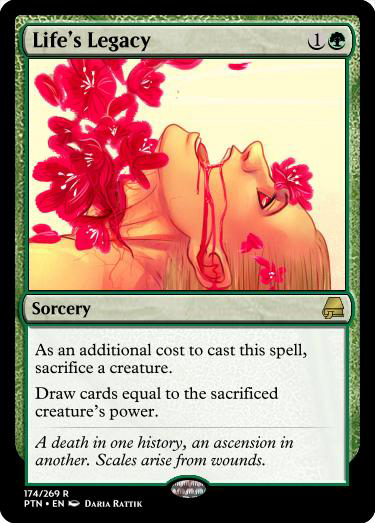 Life's Legacy 1
Sorcery
As an additional cost to cast this spell,
sacrifice a creature.
Draw cards equal to the sacrificed
creature's power.
A death in one history, an ascension in
another. Scales arise from wounds.
174/269 R
PTN • EN DARIA RATTIK